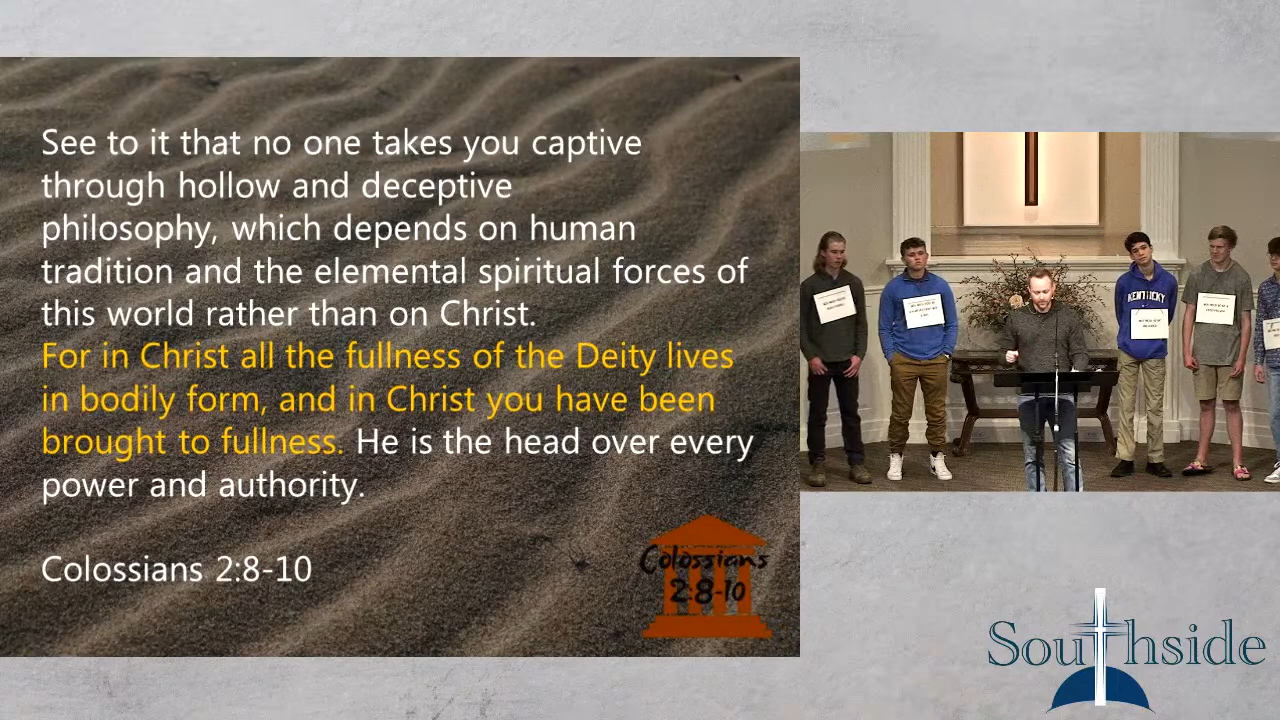 See to it that no one takes you captive
through hollow and deceptive
philosophy, which depends on human
tradition and the elemental spiritual forces of
this world rather than on Christ.
For in Christ all the fullness of the Deity lives
in bodily form, and in Christ you have been
brought to fullness. He is the head over every
power and authority.
Colossians 2:8-10
Colossians
2:8-10
KENTUCKY
Southside